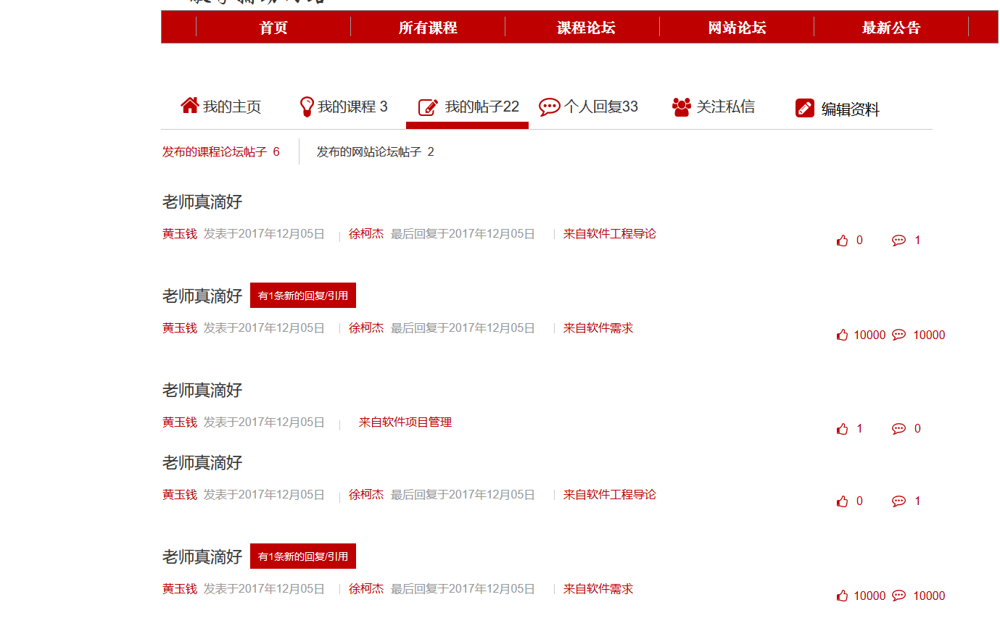 首页 所有课程 课程论坛 网站论坛 最新公告
我的主页 我的课程 3 我的帖子22 个人回复33 关注私信 编辑资料
发布的课程论坛帖子 6 发布的网站论坛帖子 2
老师真滴好
黄玉钱 发表于2017年12月05日 徐柯杰 最后回复于2017年12月05日 来自软件工程导论 0 1
老师真滴好 有1条新的回复/引用
黄玉钱 发表于2017年12月05日 徐柯杰 最后回复于2017年12月05日 来自软件需求 10000 10000
老师真滴好
黄玉钱 发表于2017年12月05日 来自软件项目管理 1 0
老师真滴好
黄玉钱 发表于2017年12月05日 徐柯杰 最后回复于2017年12月05日 来自软件工程导论 0 1
老师真滴好 有1条新的回复/引用
黄玉钱 发表于2017年12月05日 徐柯杰 最后回复于2017年12月05日 来自软件需求 10000 10000